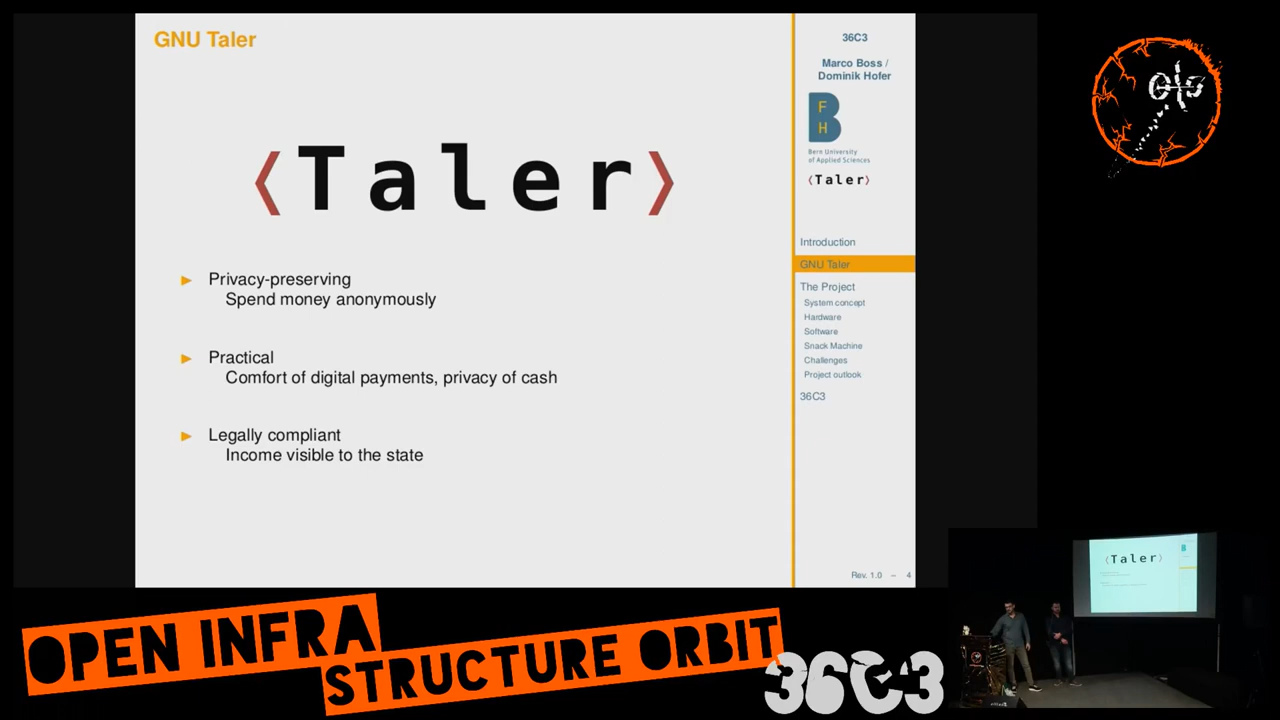 GNU Taler
⟨Taler⟩
Privacy-preserving
Spend money anonymously
Practical
Comfort of digital payments, privacy of cash
Legally compliant
Income visible to the state
36C3
Marco Boss /
Dominik Hofer
B
F
H
Bern University
of Applied Sciences
⟨Taler⟩
Introduction
GNU Taler
The Project
System concept
Hardware
Software
Snack Machine
Challenges
Project outlook
36C3
Rev. 1.0 – 4
OIO
⟨Taler⟩
OPEN INFRA
STRUCTURE ORBIT
36C3